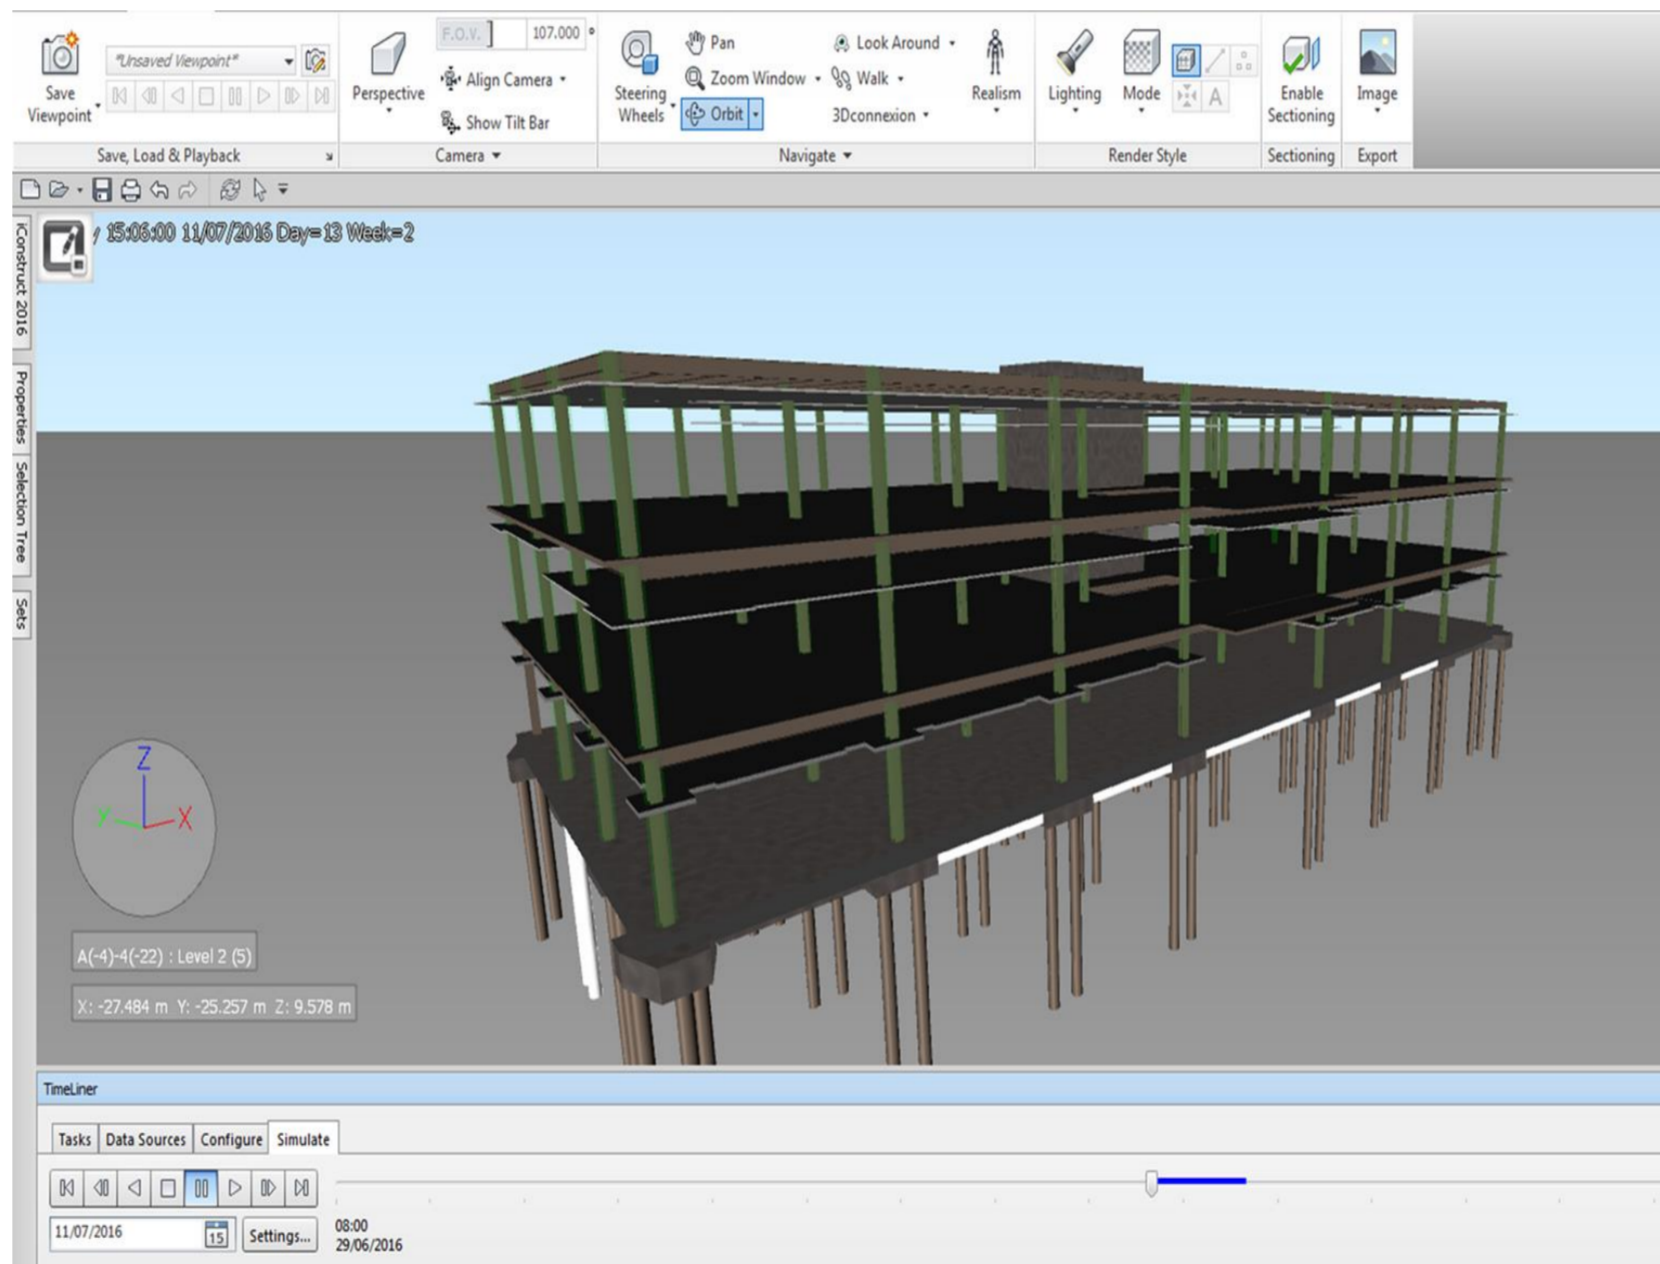 F.O.V. 107.000 °
Pan
Look Around
"Unsaved Viewpoint"
Align Camera
Zoom Window
Walk
Save Viewpoint
Perspective
Steering Wheels
Realism
Lighting
Mode
Enable Sectioning
Image
Show Tilt Bar
Orbit
3Dconnexion
A
Save, Load & Playback
Camera
Navigate
Render Style
Sectioning
Export
iConstruct 2016
Properties
Selection Tree
Sets
15:06:00 11/07/2016 Day=13 Week=2
Z
Y
X
A(-4)-4(-22) : Level 2 (5)
X: -27.484 m Y: -25.257 m Z: 9.578 m
TimeLiner
Tasks Data Sources Configure Simulate
11/07/2016
15
Settings...
08:00
29/06/2016